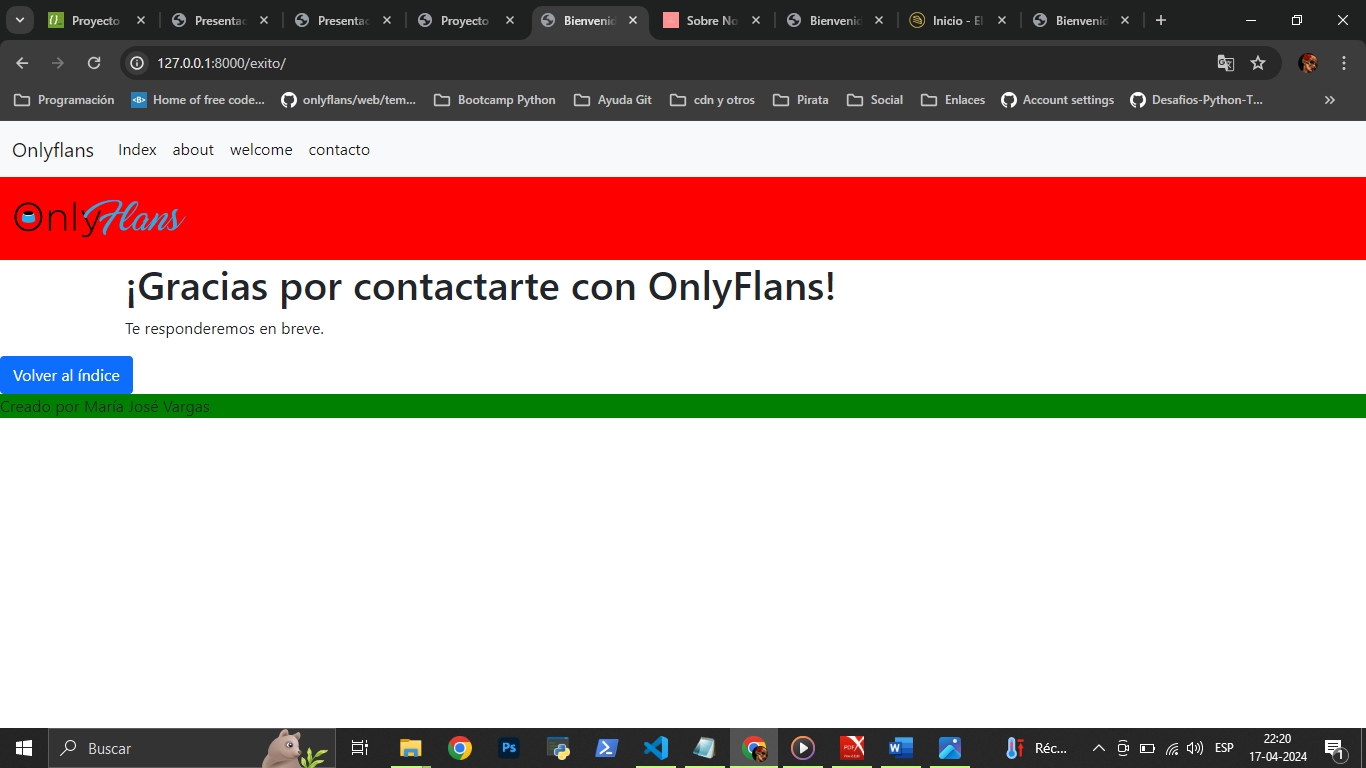 Proyecto
Presentac
Presentac
Proyecto
Bienvenid
Sobre No
Bienvenid
Inicio - El
Bienvenid
127.0.0.1:8000/exito/
Programación
Home of free code...
onlyflans/web/tem...
Bootcamp Python
Ayuda Git
cdn y otros
Pirata
Social
Enlaces
Account settings
Desafios-Python-T...
Onlyflans
Index
about
welcome
contacto
OnlyFlans
¡Gracias por contactarte con OnlyFlans!
Te responderemos en breve.
Volver al índice
Creado por María José Vargas
Buscar
Ps
PDF
W
Réc...
ESP
22:20
17-04-2024
1